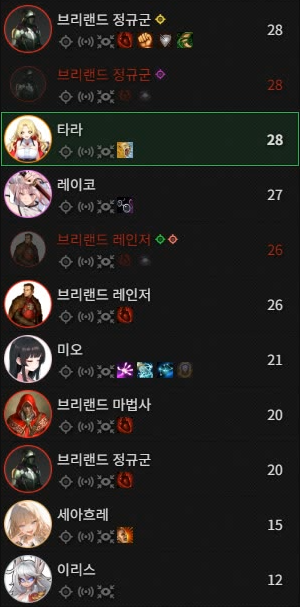 브리랜드 정규군 28
브리랜드 정규군 28
타라 28
레이코 27
브리랜드 레인저 26
브리랜드 레인저 26
미오 21
브리랜드 마법사 20
브리랜드 정규군 20
세아흐레 15
이리스 12